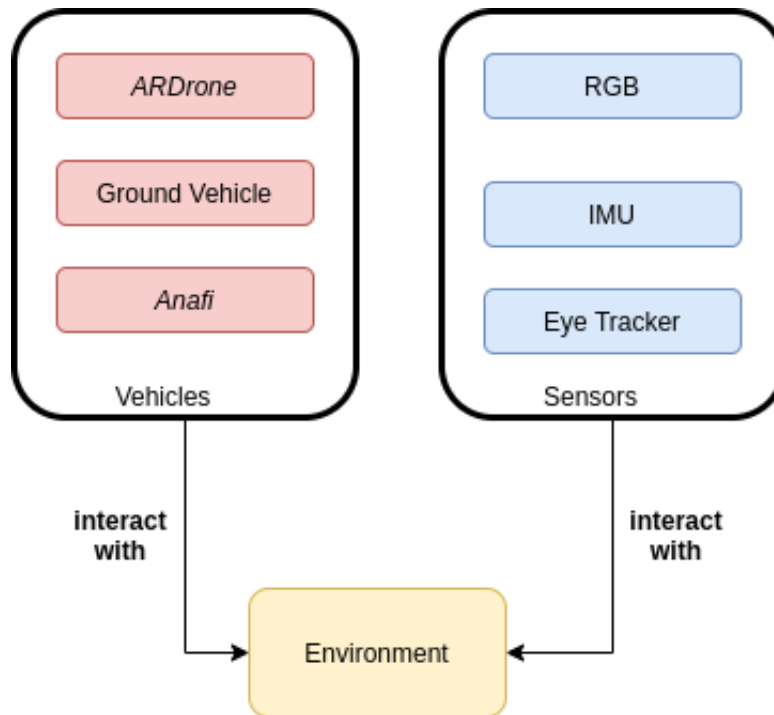 ARDrone
Ground Vehicle
Anafi
Vehicles
RGB
IMU
Eye Tracker
Sensors
interact
with
interact
with
Environment